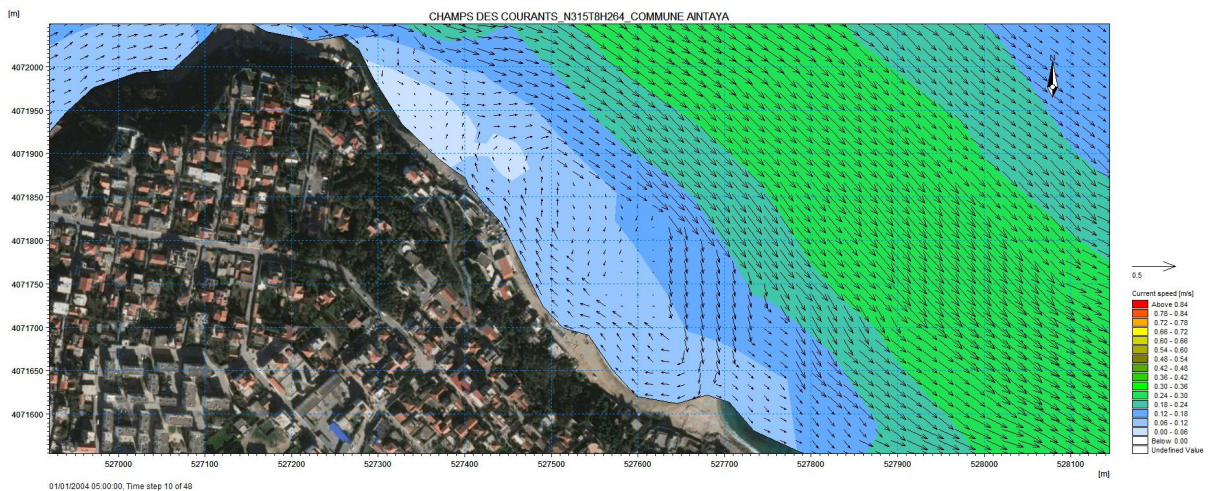 [m]
CHAMPS DES COURANTS_N315T8H264_COMMUNE AINTAYA
4072000
4071950
4071900
4071850
4071800
4071750
4071700
4071650
4071600
N
0.5
Current speed [m/s]
Above 0.84
0.78 - 0.84
0.72 - 0.78
0.66 - 0.72
0.60 - 0.66
0.54 - 0.60
0.48 - 0.54
0.42 - 0.48
0.36 - 0.42
0.30 - 0.36
0.24 - 0.30
0.18 - 0.24
0.12 - 0.18
0.06 - 0.12
0.00 - 0.06
Below 0.00
Undefined Value
527000 527100 527200 527300 527400 527500 527600 527700 527800 527900 528000 528100
[m]
01/01/2004 05:00:00, Time step 10 of 48